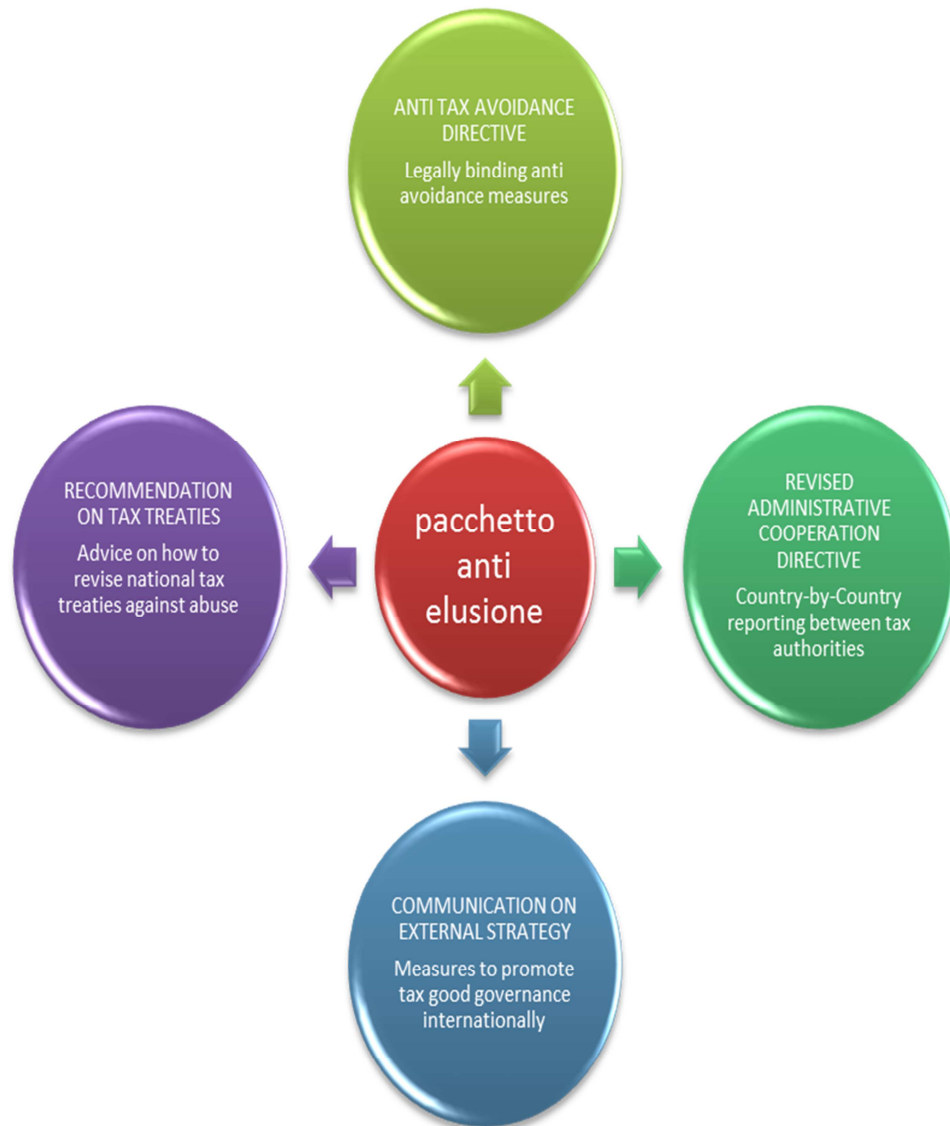 ANTI TAX AVOIDANCE
DIRECTIVE
Legally binding anti
avoidance measures
RECOMMENDATION
ON TAX TREATIES
Advice on how to
revise national tax
treaties against abuse
pacchetto
anti
elusione
REVISED
ADMINISTRATIVE
COOPERATION
DIRECTIVE
Country-by-Country
reporting between tax
authorities
COMMUNICATION ON
EXTERNAL STRATEGY
Measures to promote
tax good governance
internationally